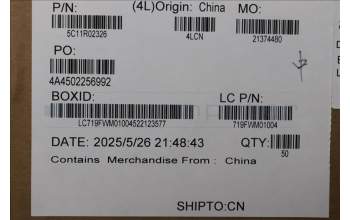 P/N: (4L)Origin: China MO:
5C11R02326 4LCN 21374480
PO:
4A4502256992
BOXID: LC P/N:
LC719FWM01004522123577 719FWM01004
DATE: 2025/5/26 21:48:43 QTY:
50
Contains Merchandise From : China
SHIPTO:CN